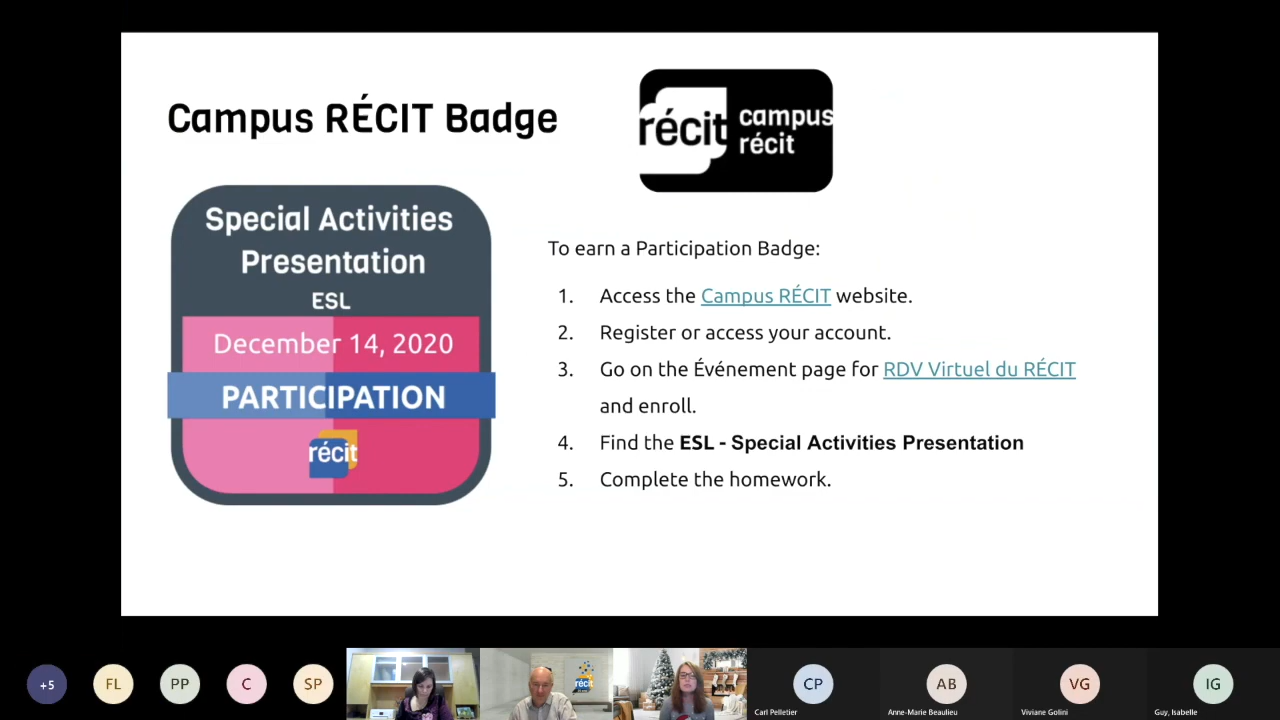 Campus RÉCIT Badge
récit
campus
récit
Special Activities
Presentation
ESL
December 14, 2020
PARTICIPATION
récit
To earn a Participation Badge:
1. Access the Campus RÉCIT website.
2. Register or access your account.
3. Go on the Événement page for RDV Virtuel du RÉCIT
and enroll.
4. Find the ESL - Special Activities Presentation
5. Complete the homework.
+5
FL
PP
C
SP
récit
CP
AB
VG
IG
Carl Pelletier
Anne-Marie Beaulieu
Viviane Golini
Guy, Isabelle